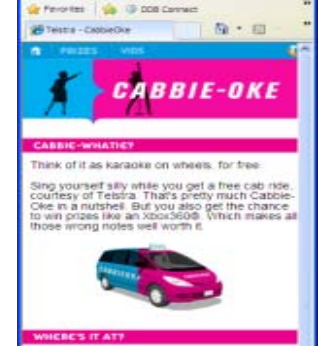 Favorites DDB Connect
Telstra - CabbieOke
PRIZES VIDS
CABBIE-OKE
CABBIE-WHATIE?
Think of it as karaoke on wheels, for free.
Sing yourself silly while you get a free cab ride,
courtesy of Telstra. That's pretty much Cabbie-
Oke in a nutshell. But you also get the chance
to win prizes like an Xbox360®. Which makes all
those wrong notes well worth it.
CABBIEOKE
WHERE'S IT AT?